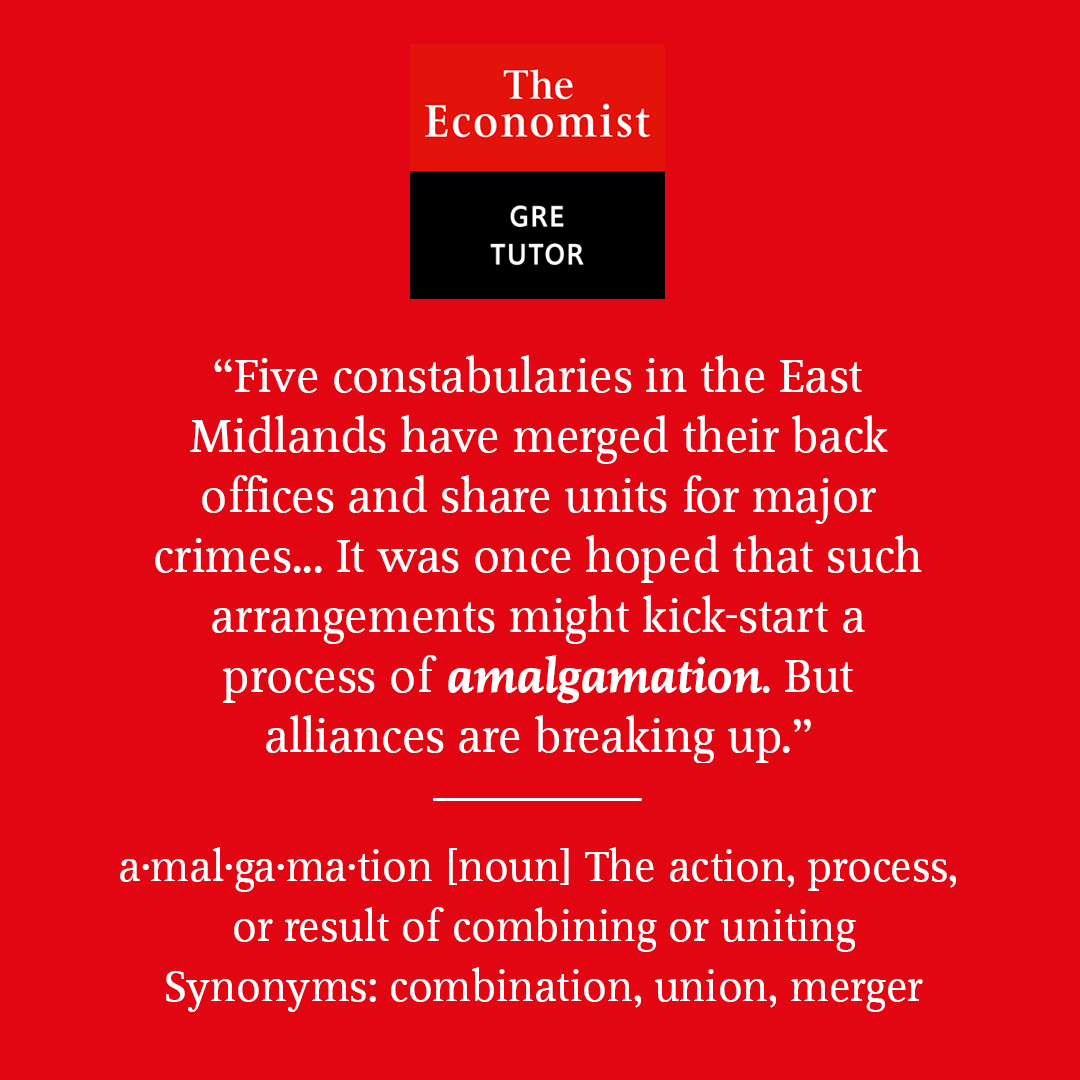 The
Economist
GRE
TUTOR
“Five constabularies in the East
Midlands have merged their back
offices and share units for major
crimes... It was once hoped that such
arrangements might kick-start a
process of amalgamation. But
alliances are breaking up.”
a·mal·ga·ma·tion [noun] The action, process,
or result of combining or uniting
Synonyms: combination, union, merger